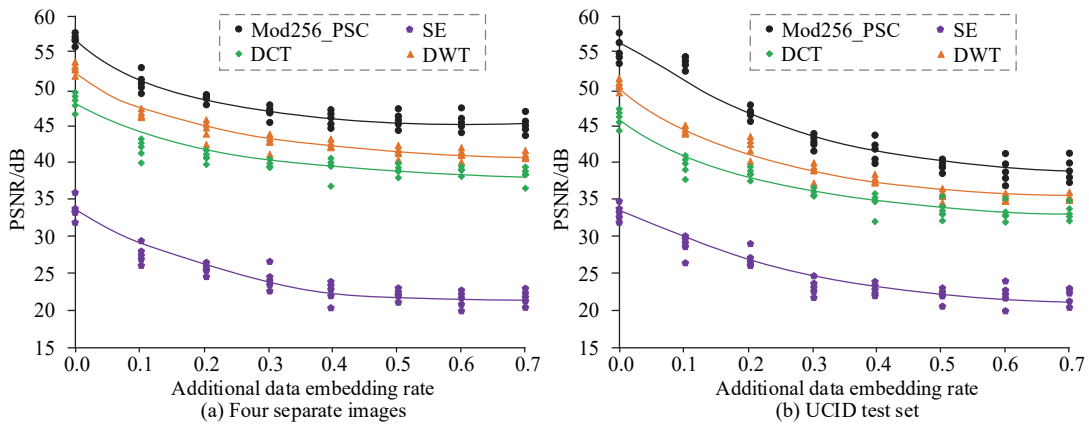 60
55
50
45
40
35
30
25
20
15
PSNR/dB
Mod256_PSC
SE
DCT
DWT
0.0 0.1 0.2 0.3 0.4 0.5 0.6 0.7
Additional data embedding rate
(a) Four separate images
60
55
50
45
40
35
30
25
20
15
PSNR/dB
Mod256_PSC
SE
DCT
DWT
0.0 0.1 0.2 0.3 0.4 0.5 0.6 0.7
Additional data embedding rate
(b) UCID test set